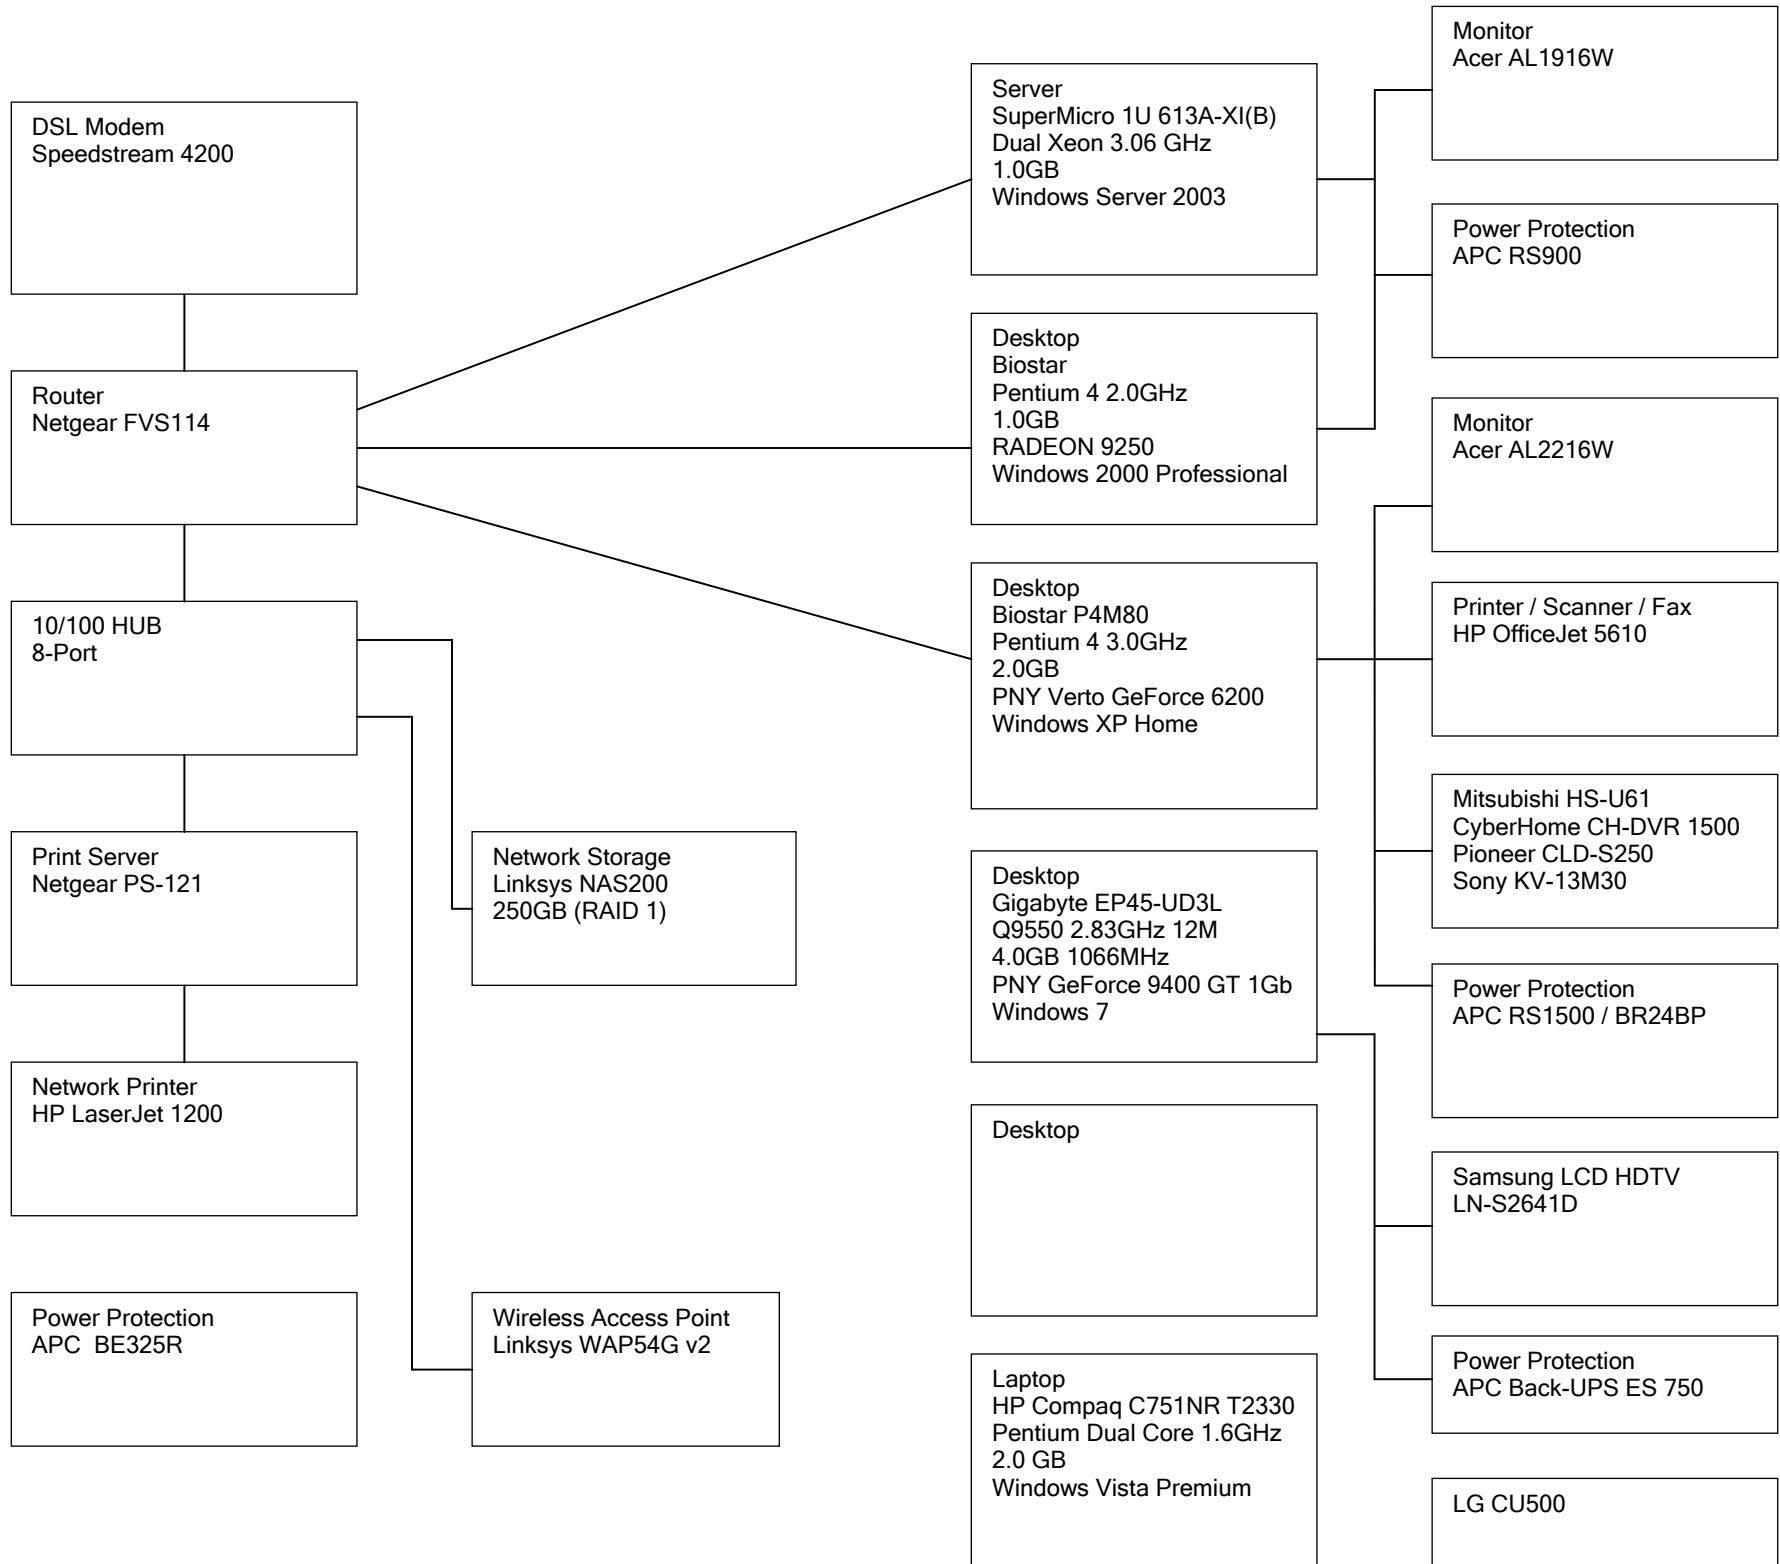 DSL Modem
Speedstream 4200
Router
Netgear FVS114
10/100 HUB
8-Port
Print Server
Netgear PS-121
Network Printer
HP LaserJet 1200
Power Protection
APC  BE325R
Network Storage
Linksys NAS200
250GB (RAID 1)
Wireless Access Point
Linksys WAP54G v2
Server
SuperMicro 1U 613A-XI(B)
Dual Xeon 3.06 GHz
1.0GB
Windows Server 2003
Desktop
Biostar
Pentium 4 2.0GHz
1.0GB
RADEON 9250
Windows 2000 Professional
Desktop
Biostar P4M80
Pentium 4 3.0GHz
2.0GB
PNY Verto GeForce 6200
Windows XP Home
Desktop
Gigabyte EP45-UD3L
Q9550 2.83GHz 12M
4.0GB 1066MHz
PNY GeForce 9400 GT 1Gb
Windows 7
Desktop
Laptop
HP Compaq C751NR T2330
Pentium Dual Core 1.6GHz
2.0 GB
Windows Vista Premium
Monitor
Acer AL1916W
Power Protection
APC RS900
Monitor
Acer AL2216W
Printer / Scanner / Fax
HP OfficeJet 5610
Mitsubishi HS-U61
CyberHome CH-DVR 1500
Pioneer CLD-S250
Sony KV-13M30
Power Protection
APC RS1500 / BR24BP
Samsung LCD HDTV
LN-S2641D
Power Protection
APC Back-UPS ES 750
LG CU500